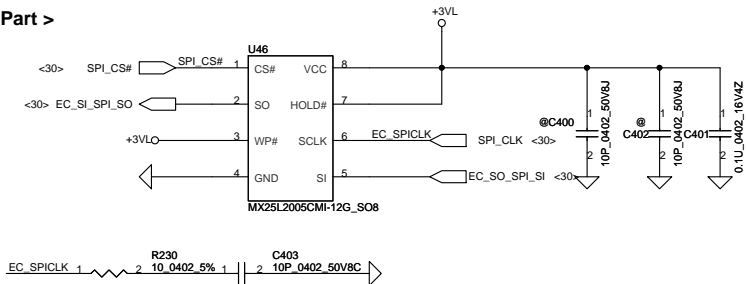 Part >
+3VL
U46
<30> SPI_CS# SPI_CS# 1 CS# VCC 8
<30> EC_SI_SPI_SO 2 SO HOLD# 7
+3VL 3 WP# SCLK 6 EC_SPICLK SPI_CLK <30>
4 GND SI 5 EC_SO_SPI_SI <30>
MX25L2005CMI-12G_SO8
@C400 1 2 10P_0402_50V8J
@ C402 1 2 10P_0402_50V8J
C401 1 2 0.1U_0402_16V4Z
R230 C403
EC_SPICLK 1 2 10_0402_5% 1 2 10P_0402_50V8C